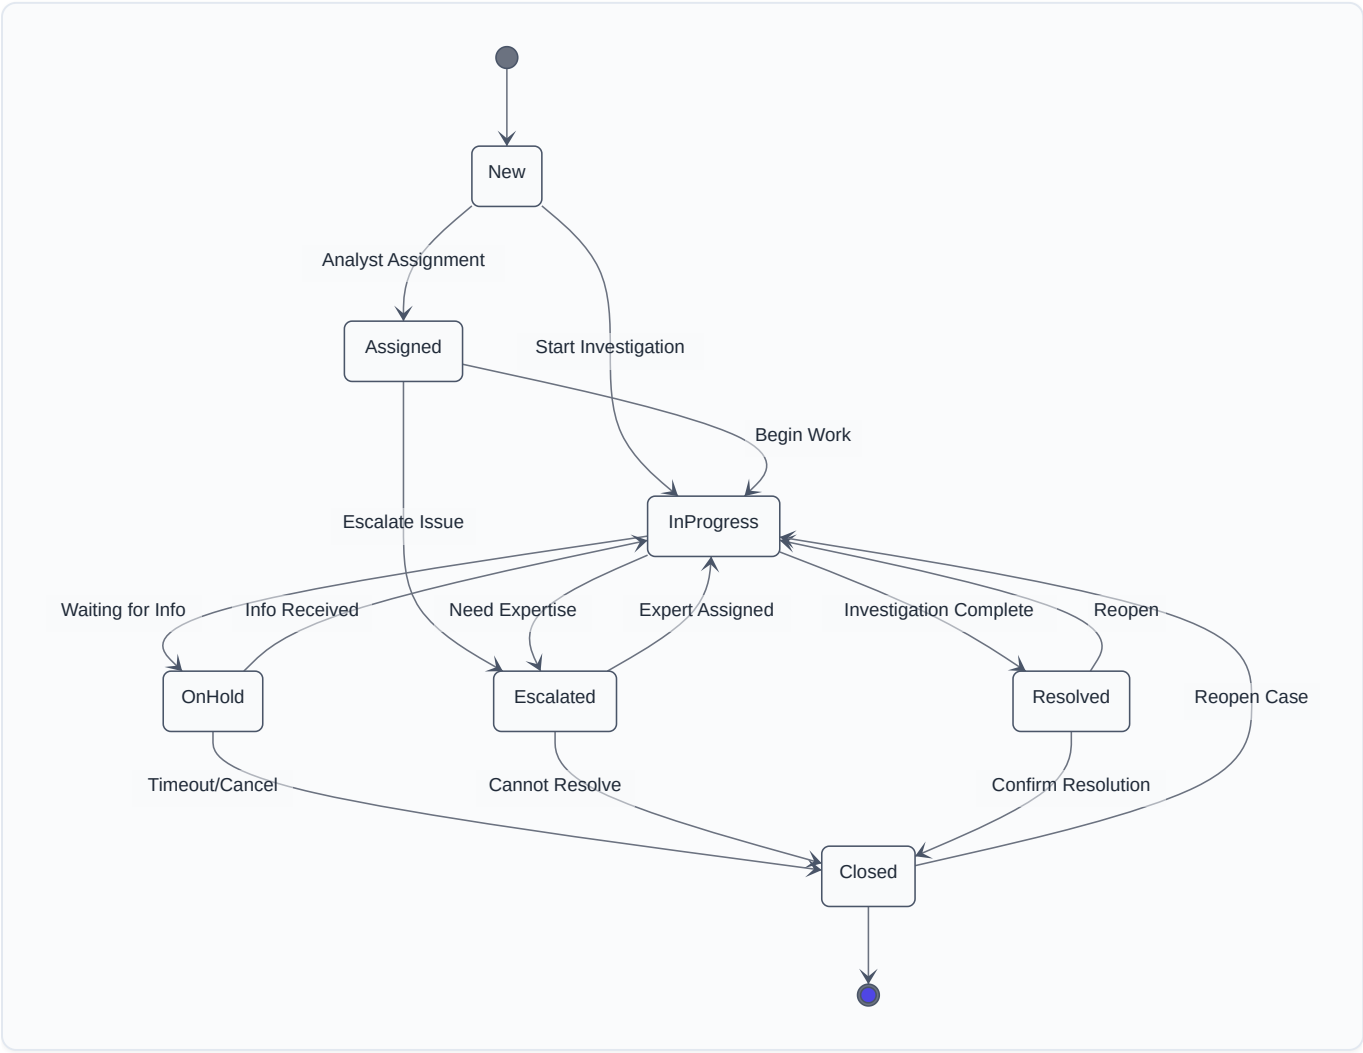 New
Analyst Assignment
Assigned
Start Investigation
Begin Work
Escalate Issue
InProgress
Waiting for Info
Info Received
Need Expertise
Expert Assigned
Investigation Complete
Reopen
OnHold
Escalated
Resolved
Reopen Case
Timeout/Cancel
Cannot Resolve
Confirm Resolution
Closed